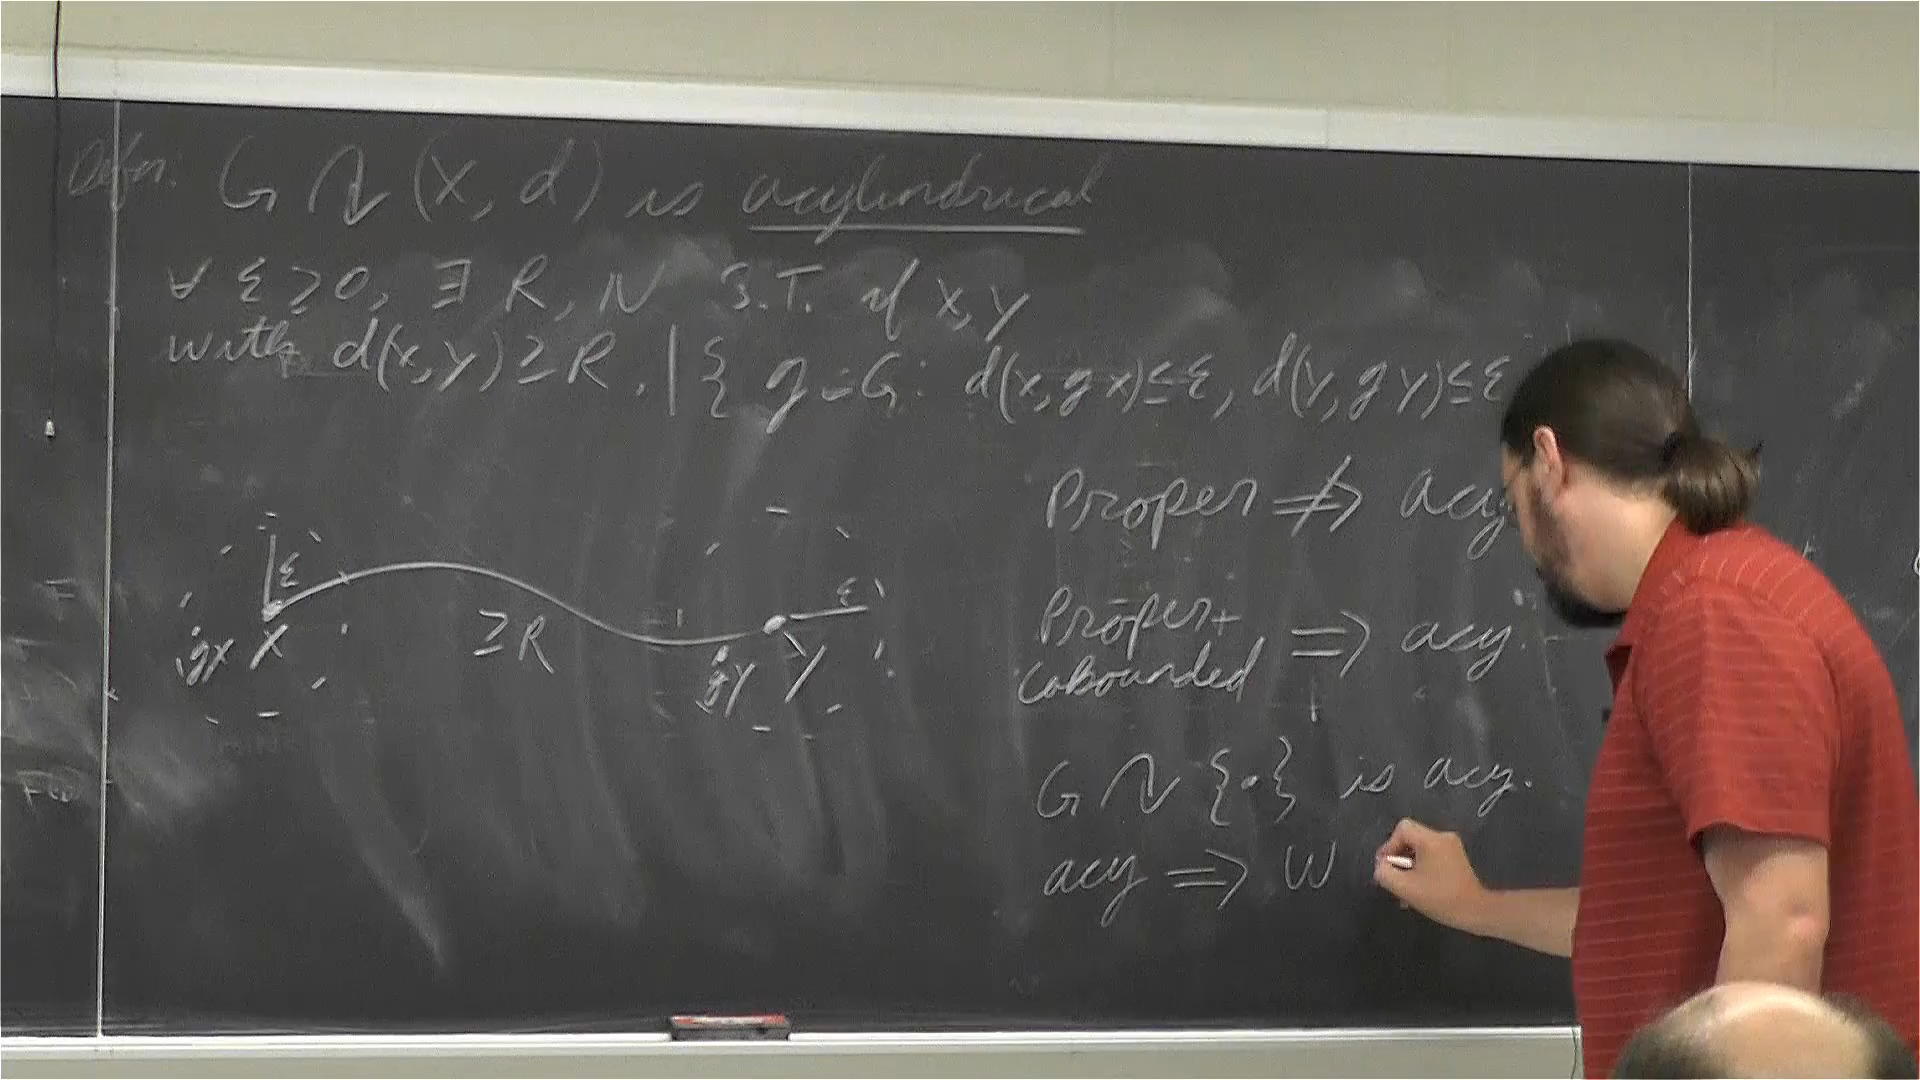 Defn: G ↷ (X, d) is acylindrical
∀ ε ≥ 0, ∃ R, N S.T. if x, y
with d(x,y) ≥ R, |{ g ∈ G : d(x, gx) ≤ ε, d(y, gy) ≤ ε
ε
gx x
≥R
ε
gy y
Proper ⇏ acy
Proper +
cobounded ⇒ acy.
G ↷ {·} is acy.
acy ⇒ W